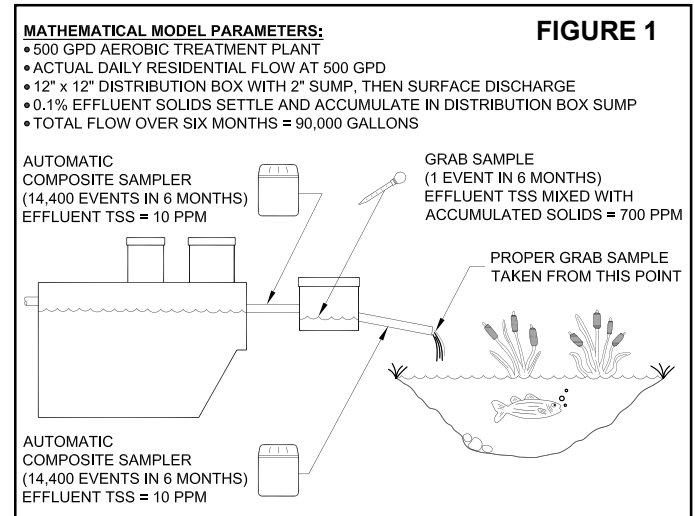 FIGURE 1
MATHEMATICAL MODEL PARAMETERS:
• 500 GPD AEROBIC TREATMENT PLANT
• ACTUAL DAILY RESIDENTIAL FLOW AT 500 GPD
• 12" x 12" DISTRIBUTION BOX WITH 2" SUMP, THEN SURFACE DISCHARGE
• 0.1% EFFLUENT SOLIDS SETTLE AND ACCUMULATE IN DISTRIBUTION BOX SUMP
• TOTAL FLOW OVER SIX MONTHS = 90,000 GALLONS
AUTOMATIC
COMPOSITE SAMPLER
(14,400 EVENTS IN 6 MONTHS)
EFFLUENT TSS = 10 PPM
GRAB SAMPLE
(1 EVENT IN 6 MONTHS)
EFFLUENT TSS MIXED WITH
ACCUMULATED SOLIDS = 700 PPM
PROPER GRAB SAMPLE
TAKEN FROM THIS POINT
AUTOMATIC
COMPOSITE SAMPLER
(14,400 EVENTS IN 6 MONTHS)
EFFLUENT TSS = 10 PPM